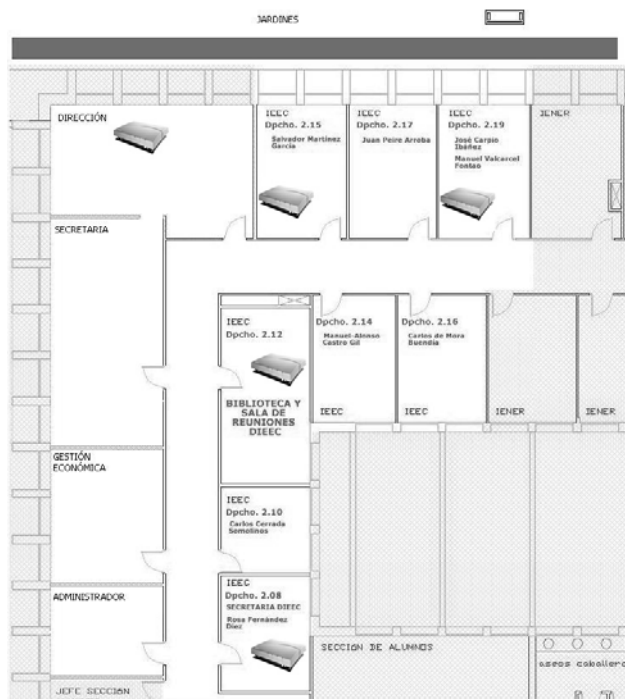 JARDINES
DIRECCIÓN
IEEC
Dpcho. 2.15
Salvador Martínez
García
IEEC
Dpcho. 2.17
Juan Peire Arroba
IEEC
Dpcho. 2.19
José Carpio
Ibáñez
Manuel Valcarcel
Fontao
IENER
SECRETARIA
IEEC
Dpcho. 2.12
BIBLIOTECA Y
SALA DE
REUNIONES
DIEEC
Dpcho. 2.14
Manuel-Alonso
Castro Gil
IEEC
Dpcho. 2.16
Carlos de Mora
Buendía
IEEC
IENER
IENER
GESTIÓN
ECONÓMICA
IEEC
Dpcho. 2.10
Carlos Cerrada
Somolinos
ADMINISTRADOR
IEEC
Dpcho. 2.08
SECRETARIA DIEEC
Rosa Fernández
Diez
SECCIÓN DE ALUMNOS
aseos caballero
JEFE SECCIÓN